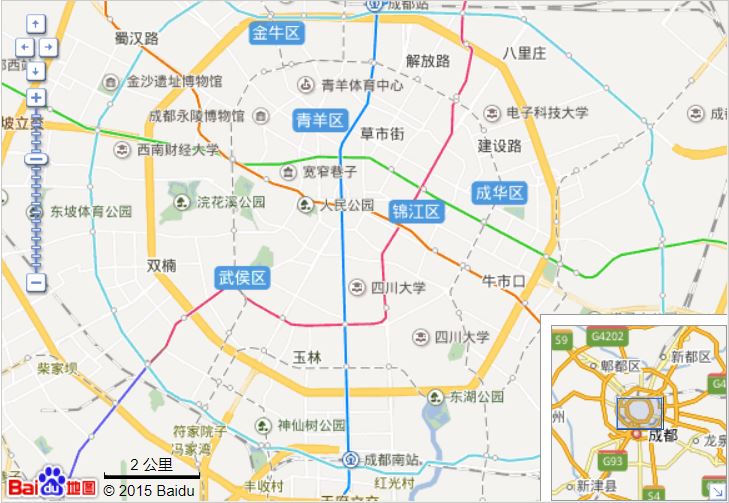 成都站
金牛区
蜀汉路
解放路
八里庄
金沙遗址博物馆
青羊体育中心
成都永陵博物馆
电子科技大学
成
青羊区
草市街
建设路
西南财经大学
宽窄巷子
成华区
浣花溪公园
人民公园
锦江区
东坡体育公园
双楠
武侯区
四川大学
牛市口
四川大学
玉林
柴家坝
东湖公园
神仙树公园
符家院子
冯家湾
成都南站
丰收村
红光村
2 公里
Baidu地图
© 2015 Baidu
S9
G4202
郫都区
新都区
G4
州
成都
龙泉
G93
新津县
S4